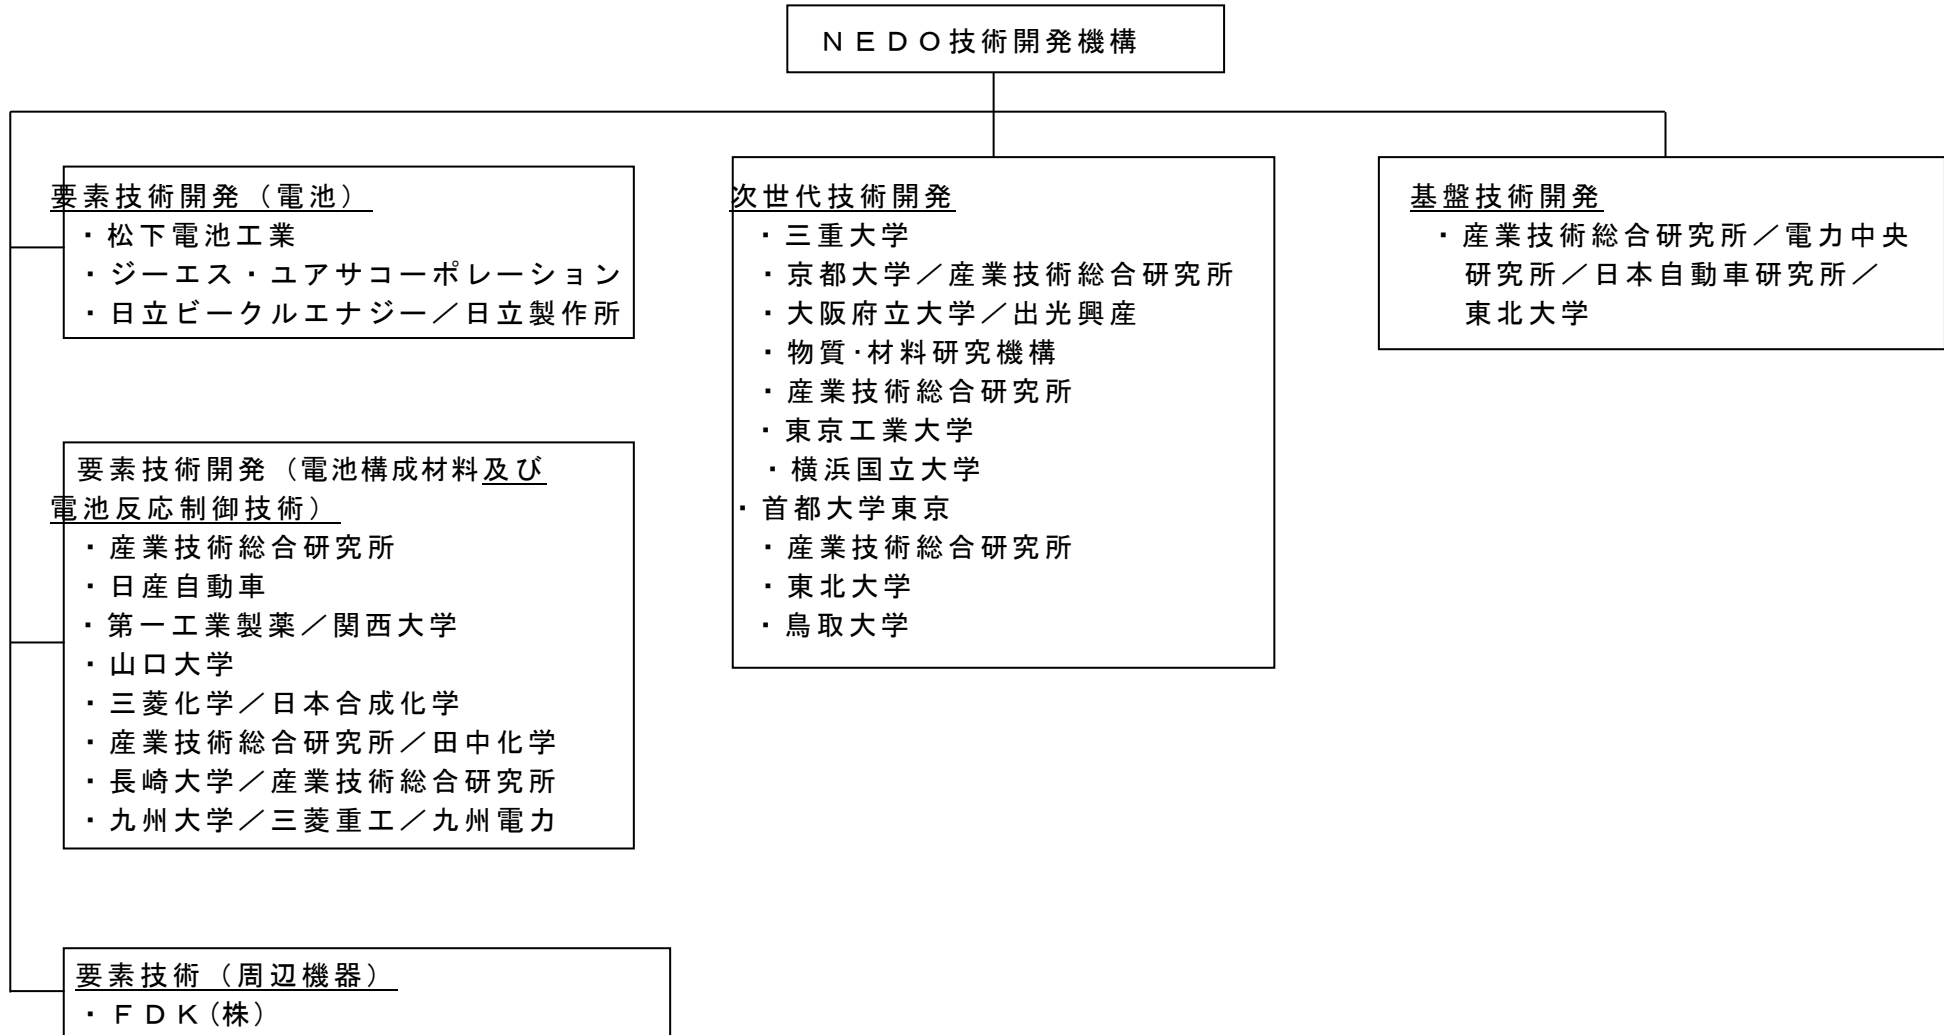 ＮＥＤＯ技術開発機構
要素技術開発（電池）
・松下電池工業
・ジーエス・ユアサコーポレーション
・日立ビークルエナジー／日立製作所
要素技術開発（電池構成材料及び
電池反応制御技術）
・産業技術総合研究所
・日産自動車
・第一工業製薬／関西大学
・山口大学
・三菱化学／日本合成化学
・産業技術総合研究所／田中化学
・長崎大学／産業技術総合研究所
・九州大学／三菱重工／九州電力
要素技術（周辺機器）
・ＦＤＫ(株)
次世代技術開発
・三重大学
・京都大学／産業技術総合研究所
・大阪府立大学／出光興産
・物質･材料研究機構
・産業技術総合研究所
・東京工業大学
・横浜国立大学
・首都大学東京
・産業技術総合研究所
・東北大学
・鳥取大学
基盤技術開発
・産業技術総合研究所／電力中央
研究所／日本自動車研究所／
東北大学